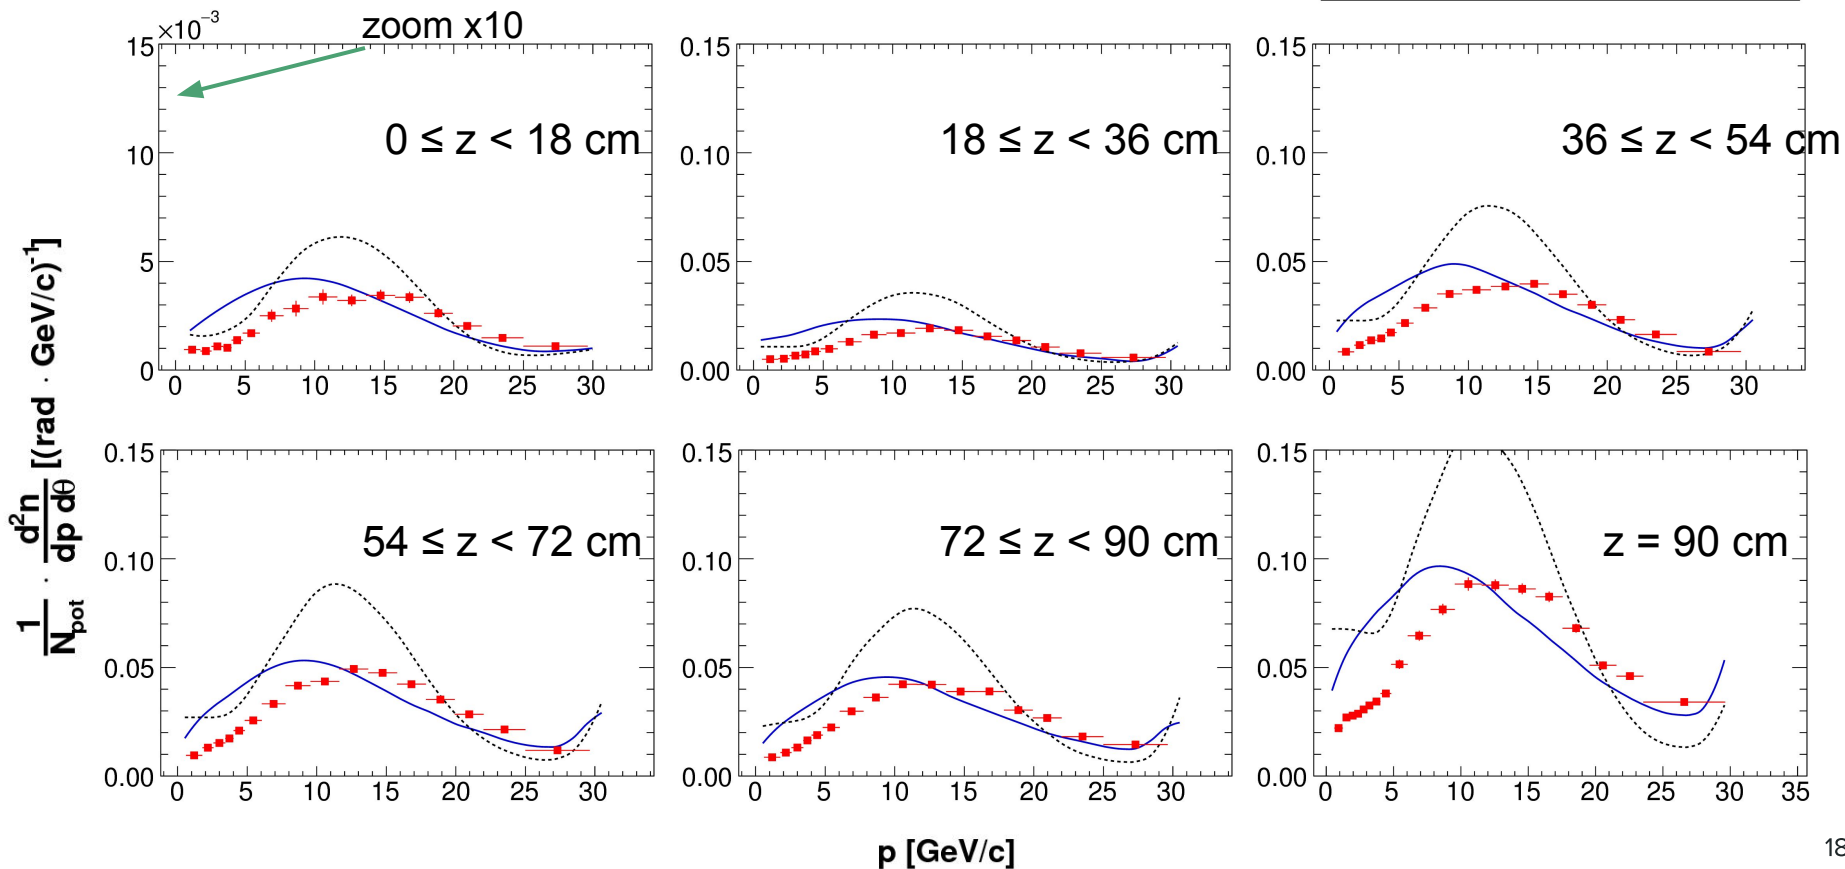 zoom x10
×10⁻³
15
10
5
0
0 5 10 15 20 25 30
0 ≤ z < 18 cm
0.15
0.10
0.05
0.00
0 5 10 15 20 25 30
18 ≤ z < 36 cm
0.15
0.10
0.05
0.00
0 5 10 15 20 25 30
36 ≤ z < 54 cm
0.15
0.10
0.05
0.00
0 5 10 15 20 25 30
54 ≤ z < 72 cm
0.15
0.10
0.05
0.00
0 5 10 15 20 25 30
72 ≤ z < 90 cm
0.15
0.10
0.05
0.00
0 5 10 15 20 25 30 35
z = 90 cm
1/N_pot · d²n/dp dθ [(rad · GeV/c)⁻¹]
p [GeV/c]
18